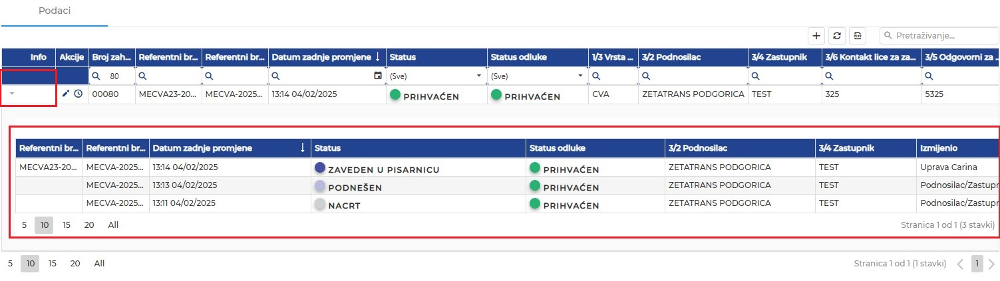 Podaci
Pretraživanje...
Info Akcije Broj zah... Referentni br... Referentni br... Datum zadnje promjene Status Status odluke 1/3 Vrsta ... 3/2 Podnosilac 3/4 Zastupnik 3/6 Kontakt lice za za... 3/5 Odgovorni za ...
80 (Sve) (Sve)
00080 MECVA23-20... MECVA-2025... 13:14 04/02/2025 PRIHVAĆEN PRIHVAĆEN CVA ZETATRANS PODGORICA TEST 325 5325
Referentni br... Referentni br... Datum zadnje promjene Status Status odluke 3/2 Podnosilac 3/4 Zastupnik Izmijenio
MECVA23-20... MECVA-2025... 13:14 04/02/2025 ZAVEDEN U PISARNICU PRIHVAĆEN ZETATRANS PODGORICA TEST Uprava Carina
MECVA-2025... 13:13 04/02/2025 PODNEŠEN PRIHVAĆEN ZETATRANS PODGORICA TEST Podnosilac/Zastupr
MECVA-2025... 13:11 04/02/2025 NACRT PRIHVAĆEN ZETATRANS PODGORICA TEST Podnosilac/Zastupr
5 10 15 20 All Stranica 1 od 1 (3 stavki)
5 10 15 20 All Stranica 1 od 1 (1 stavki) 1